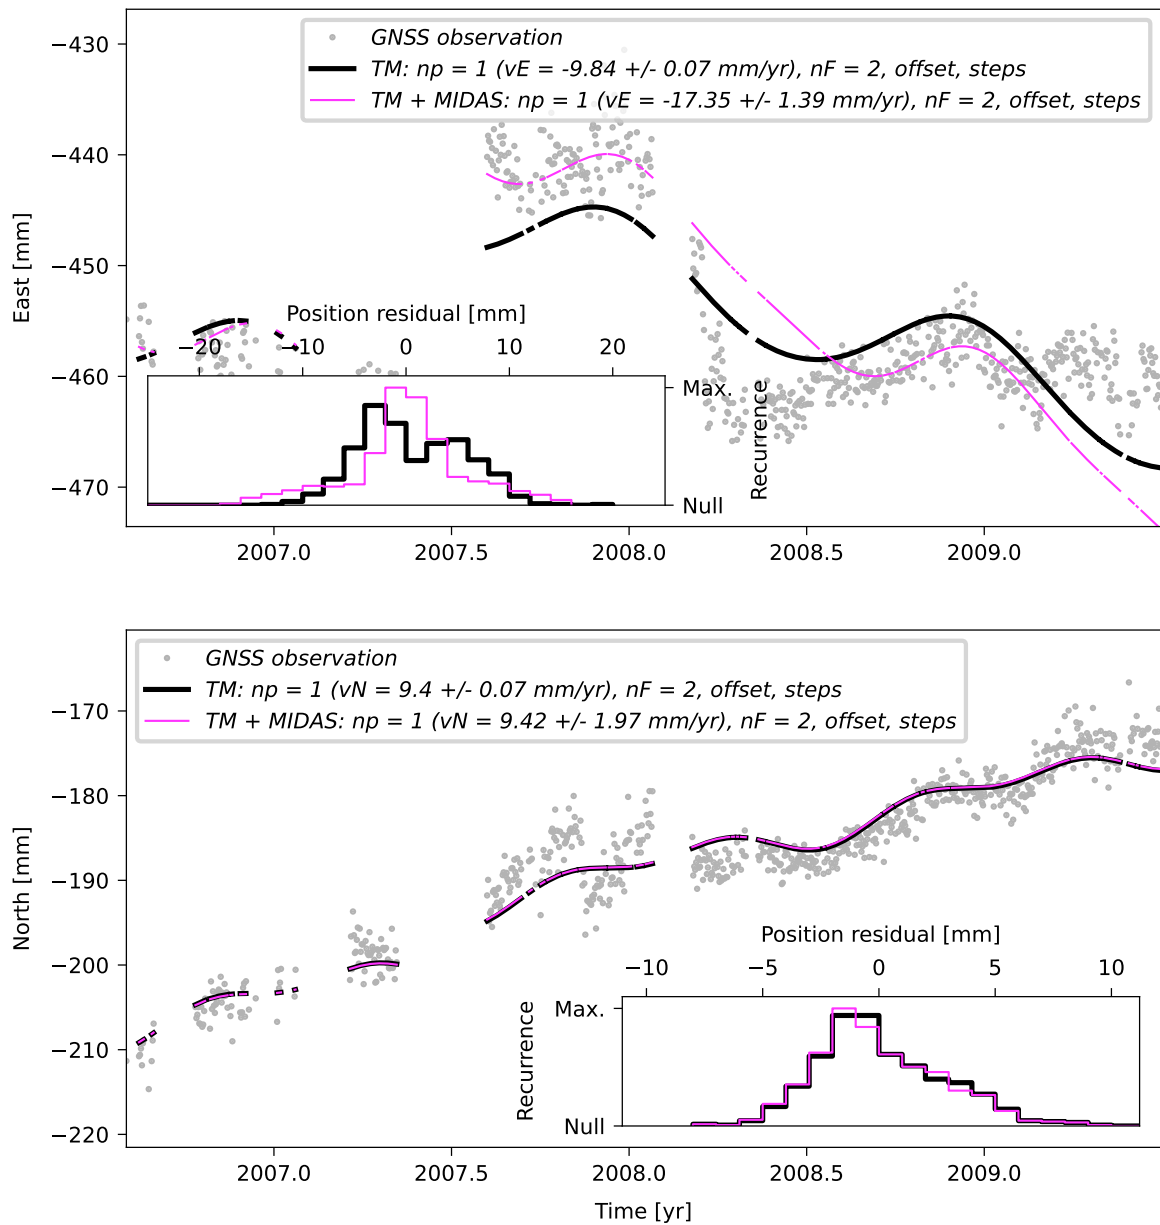 −430
GNSS observation
TM: np = 1 (vE = -9.84 +/- 0.07 mm/yr), nF = 2, offset, steps
TM + MIDAS: np = 1 (vE = -17.35 +/- 1.39 mm/yr), nF = 2, offset, steps
−440
−450
East [mm]
Position residual [mm]
−20 −10 0 10 20
−460
Max.
Recurrence
−470
Null
2007.0 2007.5 2008.0 2008.5 2009.0
GNSS observation
TM: np = 1 (vN = 9.4 +/- 0.07 mm/yr), nF = 2, offset, steps
−170
TM + MIDAS: np = 1 (vN = 9.42 +/- 1.97 mm/yr), nF = 2, offset, steps
−180
−190
North [mm]
Position residual [mm]
−200
−10 −5 0 5 10
Max.
Recurrence
−210
Null
−220
2007.0 2007.5 2008.0 2008.5 2009.0
Time [yr]